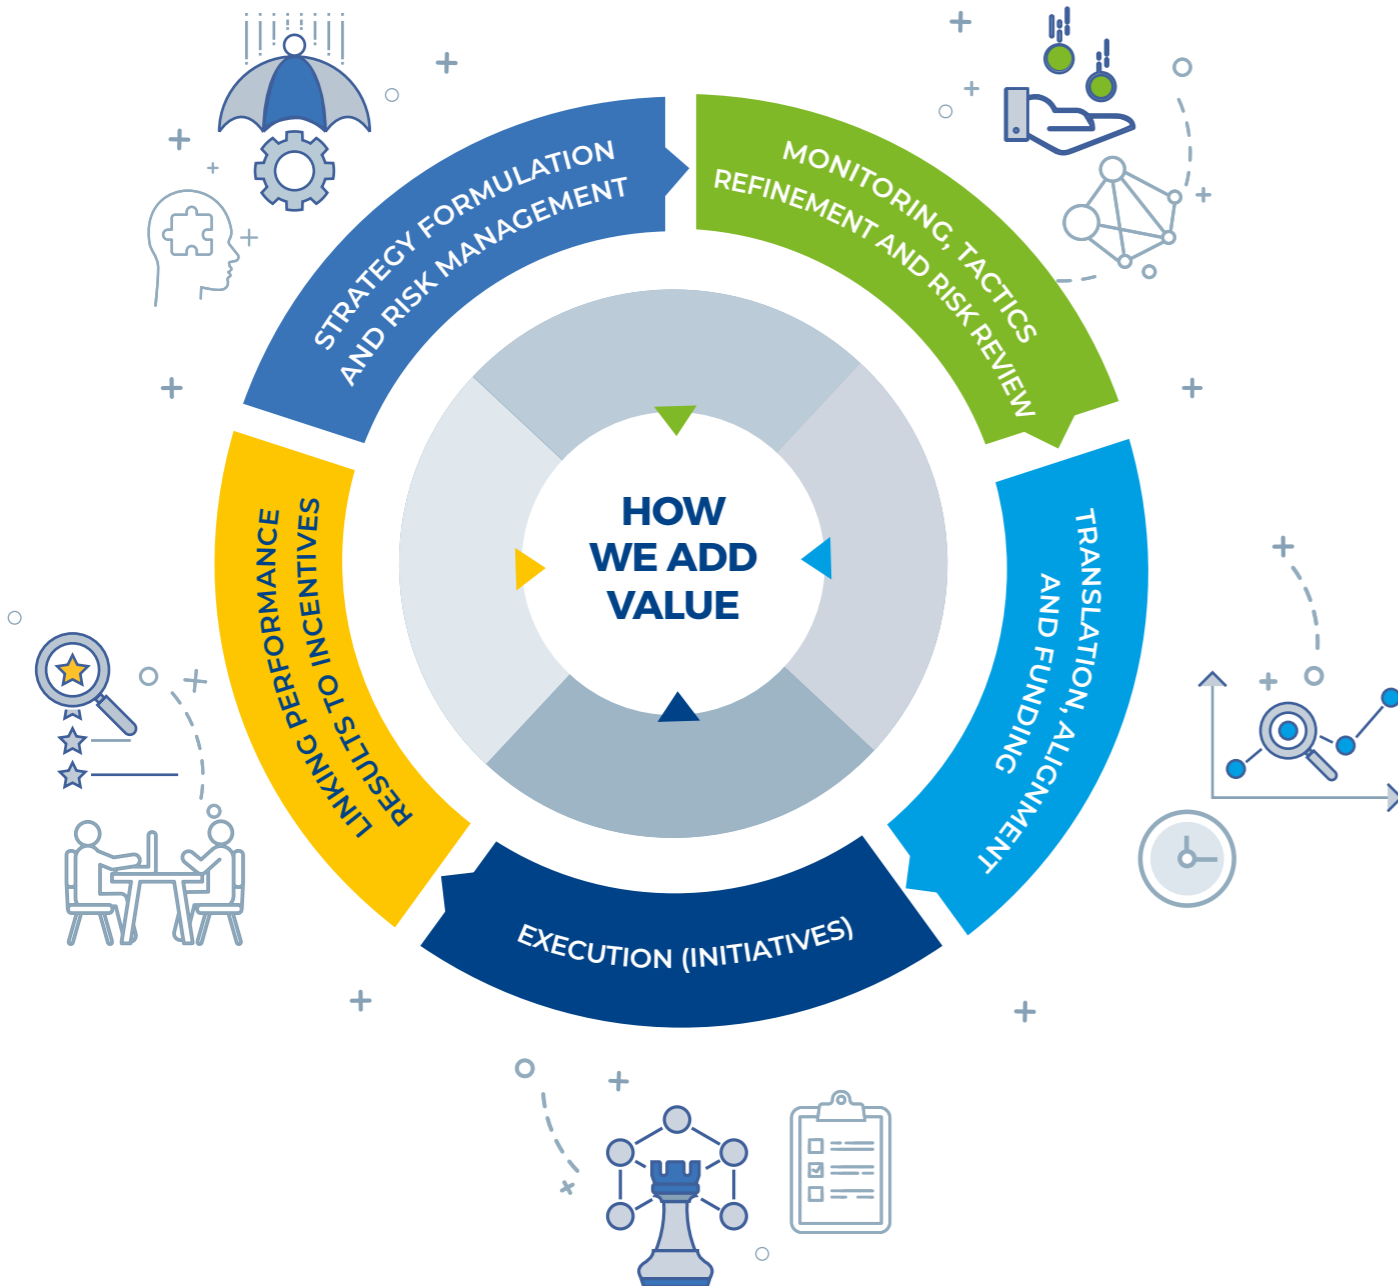 STRATEGY FORMULATION
AND RISK MANAGEMENT
MONITORING, TACTICS
REFINEMENT AND RISK REVIEW
TRANSLATION, ALIGNMENT
AND FUNDING
EXECUTION (INITIATIVES)
LINKING PERFORMANCE
RESULTS TO INCENTIVES
HOW
WE ADD
VALUE